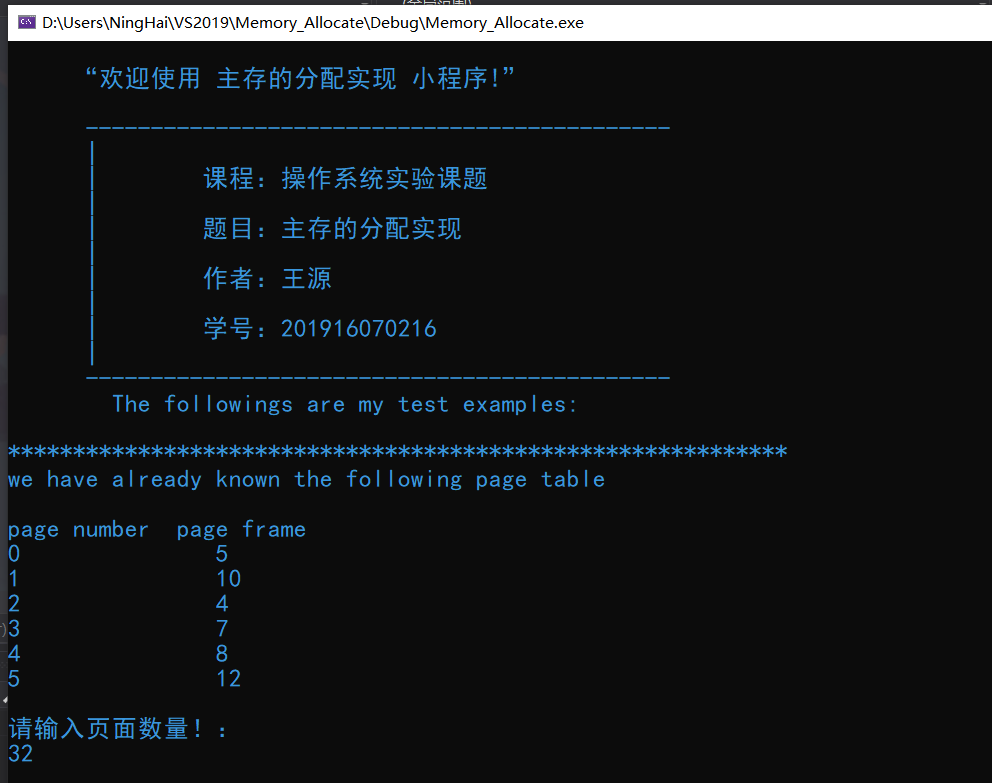 D:\Users\NingHai\VS2019\Memory_Allocate\Debug\Memory_Allocate.exe
“欢迎使用 主存的分配实现 小程序!”
---------------------------------------------
|
| 课程: 操作系统实验课题
|
| 题目: 主存的分配实现
|
| 作者: 王源
|
| 学号: 201916070216
|
---------------------------------------------
The followings are my test examples:
************************************************************
we have already known the following page table
page number page frame
0 5
1 10
2 4
3 7
4 8
5 12
请输入页面数量! :
32